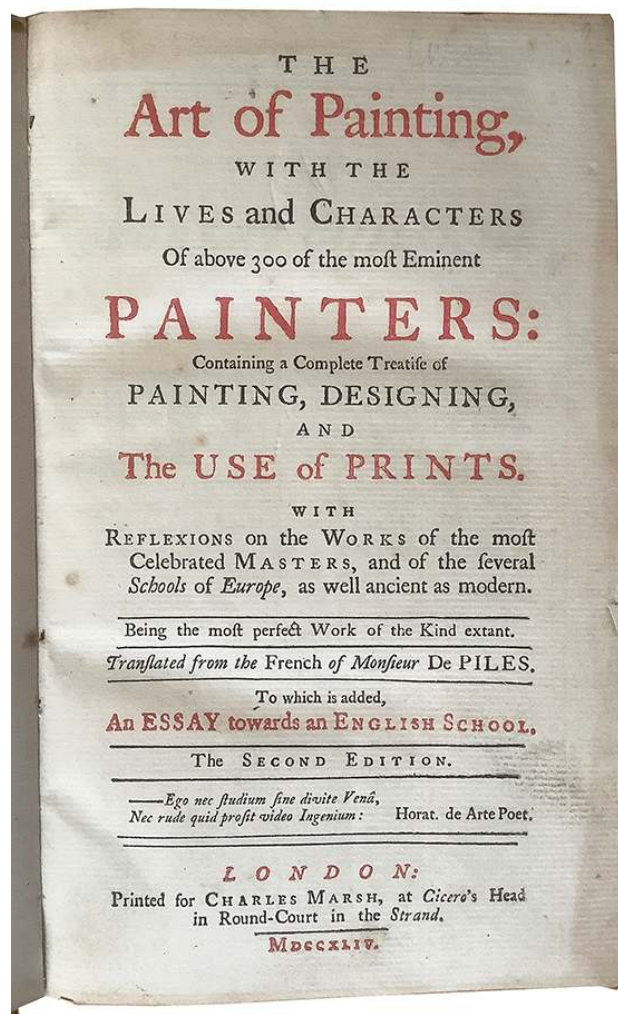 THE
Art of Painting,
WITH THE
LIVES and CHARACTERS
Of above 300 of the moſt Eminent
PAINTERS:
Containing a Complete Treatiſe of
PAINTING, DESIGNING,
AND
The USE of PRINTS.
WITH
REFLEXIONS on the WORKS of the moſt
Celebrated MASTERS, and of the ſeveral
Schools of Europe, as well ancient as modern.
Being the moſt perfect Work of the Kind extant.
Tranſlated from the French of Monſieur De PILES.
To which is added,
An ESSAY towards an ENGLISH SCHOOL.
The SECOND EDITION.
——Ego nec ſtudium ſine divite Venâ,
Nec rude quid proſit video Ingenium: Horat. de Arte Poet.
LONDON:
Printed for CHARLES MARSH, at Cicero's Head
in Round-Court in the Strand.
MDCCXLIV.